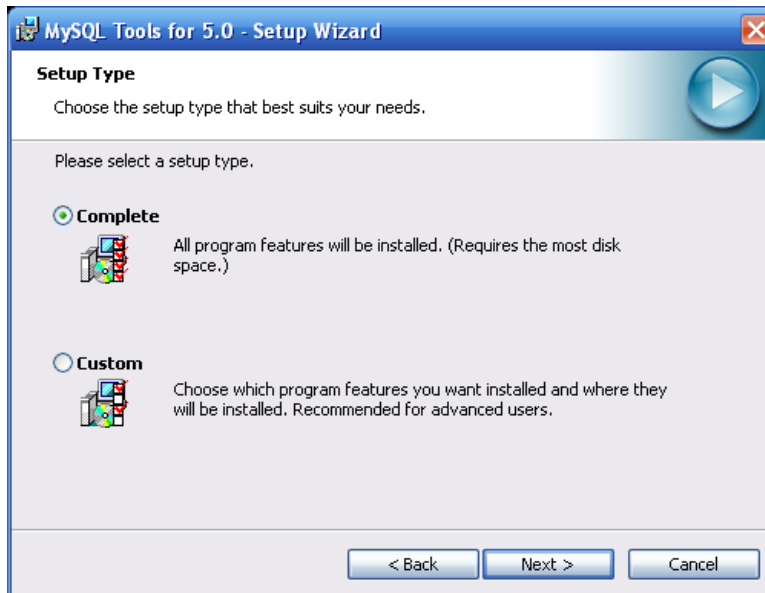 MySQL Tools for 5.0 - Setup Wizard
Setup Type
Choose the setup type that best suits your needs.
Please select a setup type.
Complete
All program features will be installed. (Requires the most disk
space.)
Custom
Choose which program features you want installed and where they
will be installed. Recommended for advanced users.
< Back
Next >
Cancel